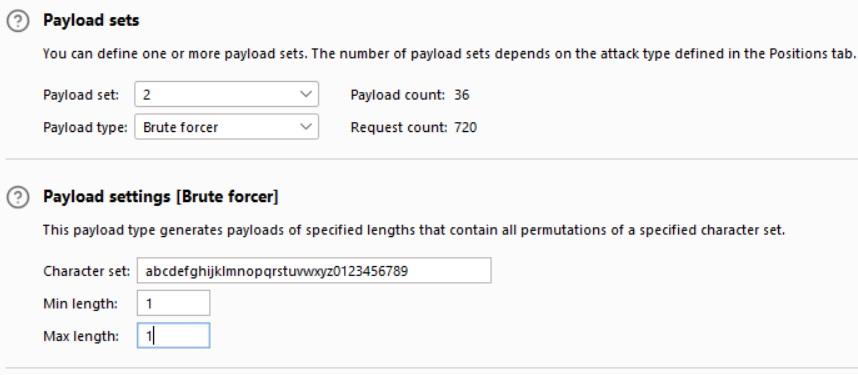 Payload sets
You can define one or more payload sets. The number of payload sets depends on the attack type defined in the Positions tab.
Payload set: 2 Payload count: 36
Payload type: Brute forcer Request count: 720
Payload settings [Brute forcer]
This payload type generates payloads of specified lengths that contain all permutations of a specified character set.
Character set: abcdefghijklmnopqrstuvwxyz0123456789
Min length: 1
Max length: 1